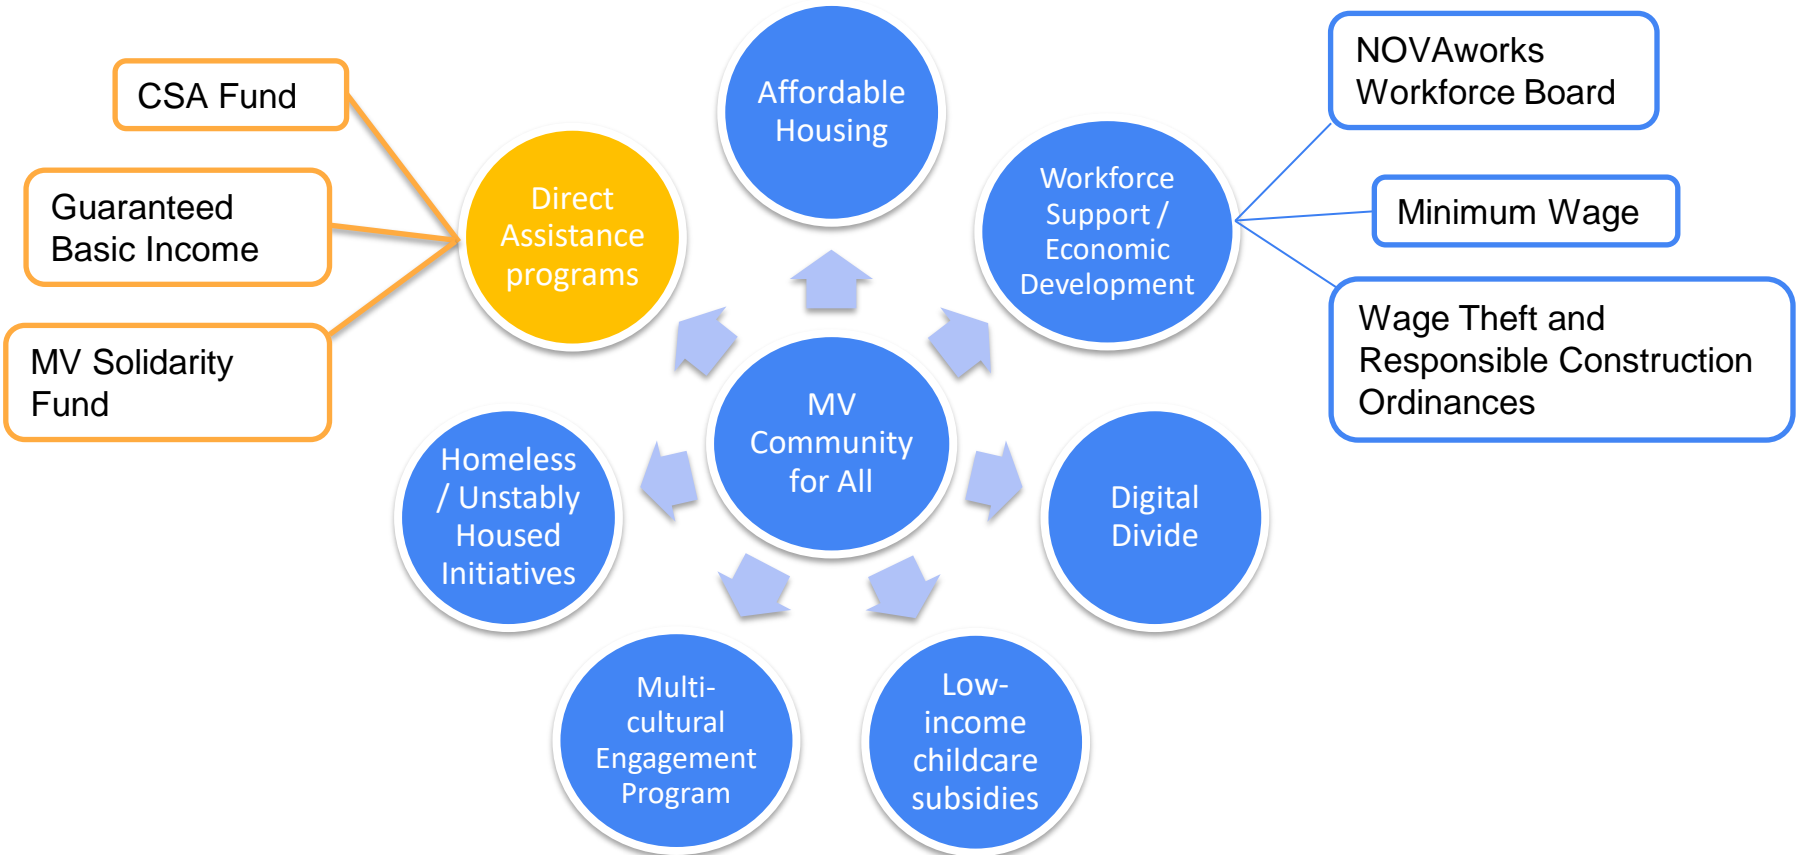 CSA Fund
Guaranteed
Basic Income
MV Solidarity
Fund
Direct
Assistance
programs
Affordable
Housing
Workforce
Support /
Economic
Development
NOVAworks
Workforce Board
Minimum Wage
Wage Theft and
Responsible Construction
Ordinances
MV
Community
for All
Homeless
/ Unstably
Housed
Initiatives
Digital
Divide
Multi-
cultural
Engagement
Program
Low-
income
childcare
subsidies